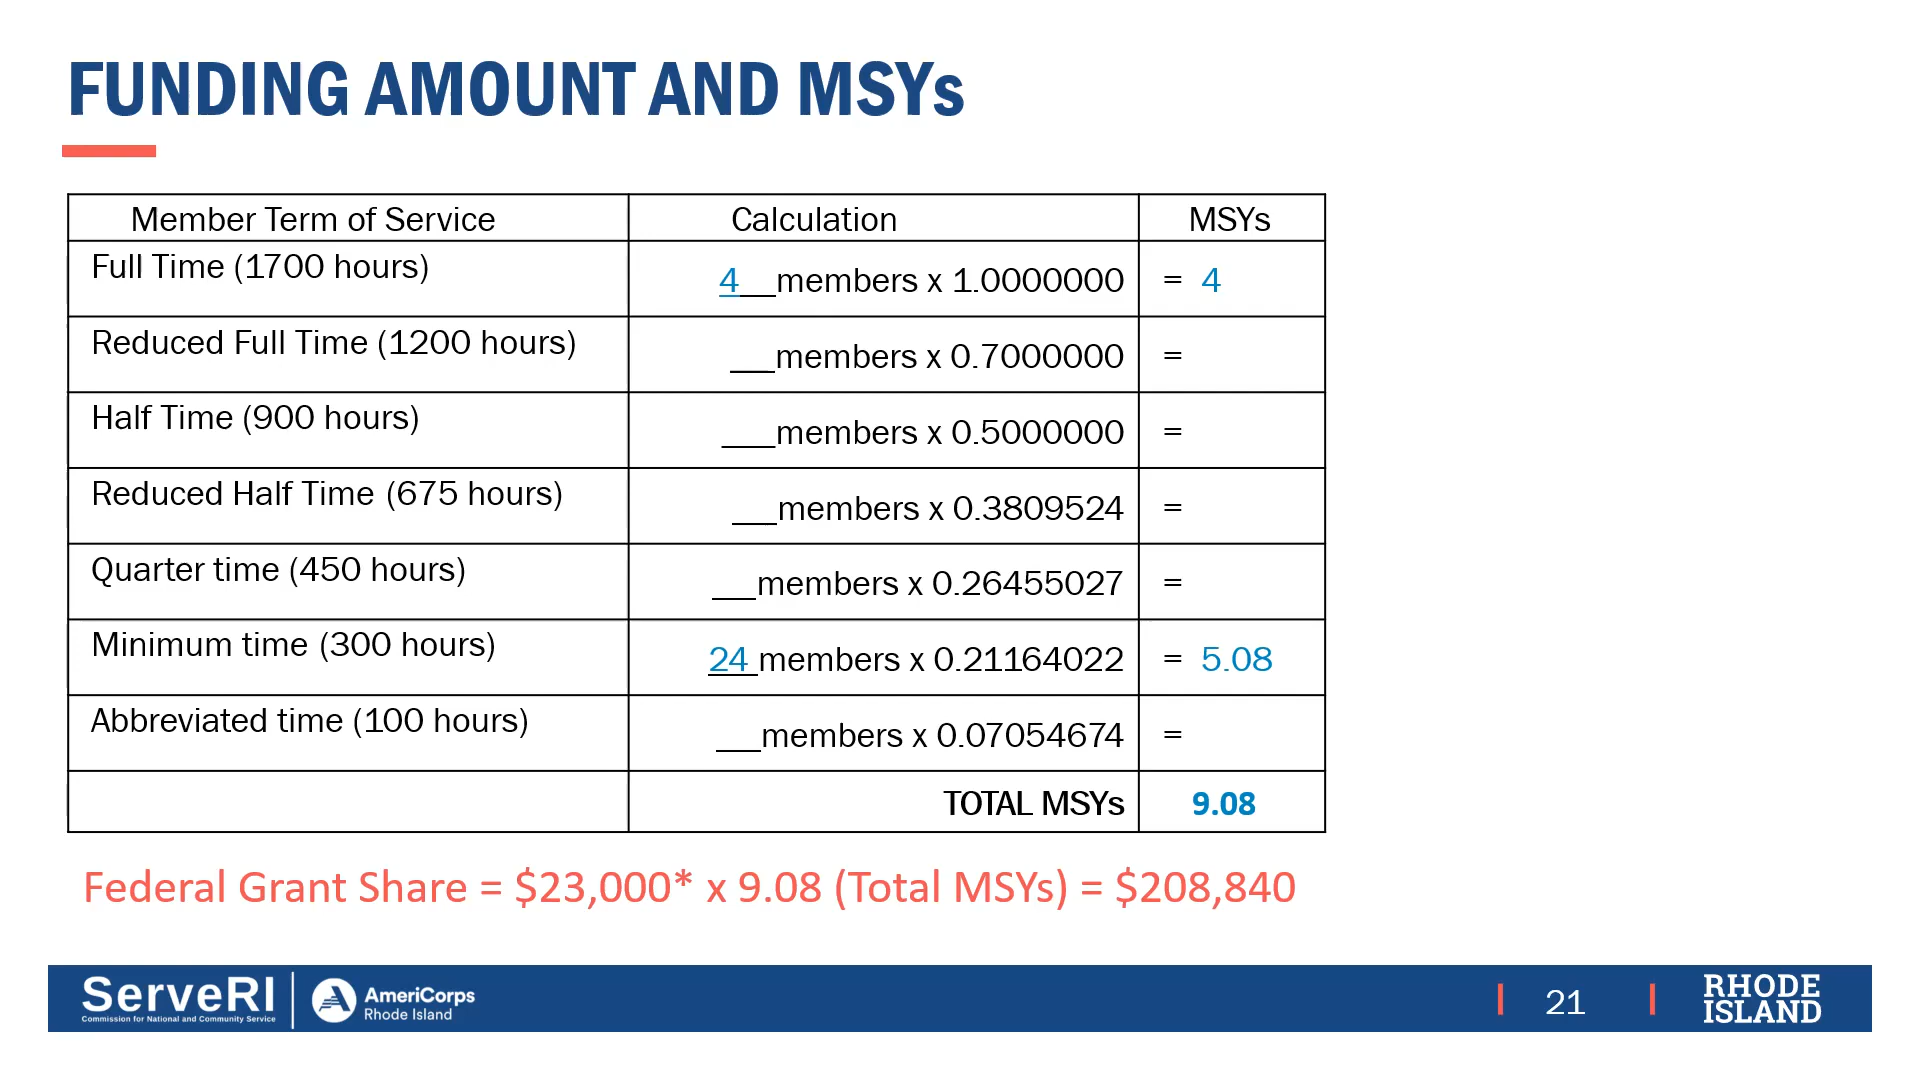 FUNDING AMOUNT AND MSYs
Member Term of Service Calculation MSYs
Full Time (1700 hours) 4__members x 1.0000000 = 4
Reduced Full Time (1200 hours) __members x 0.7000000 =
Half Time (900 hours) ___members x 0.5000000 =
Reduced Half Time (675 hours) __members x 0.3809524 =
Quarter time (450 hours) __members x 0.26455027 =
Minimum time (300 hours) 24 members x 0.21164022 = 5.08
Abbreviated time (100 hours) __members x 0.07054674 =
TOTAL MSYs 9.08
Federal Grant Share = $23,000* x 9.08 (Total MSYs) = $208,840
ServeRI
Commission for National and Community Service
AmeriCorps
Rhode Island
21
RHODE
ISLAND